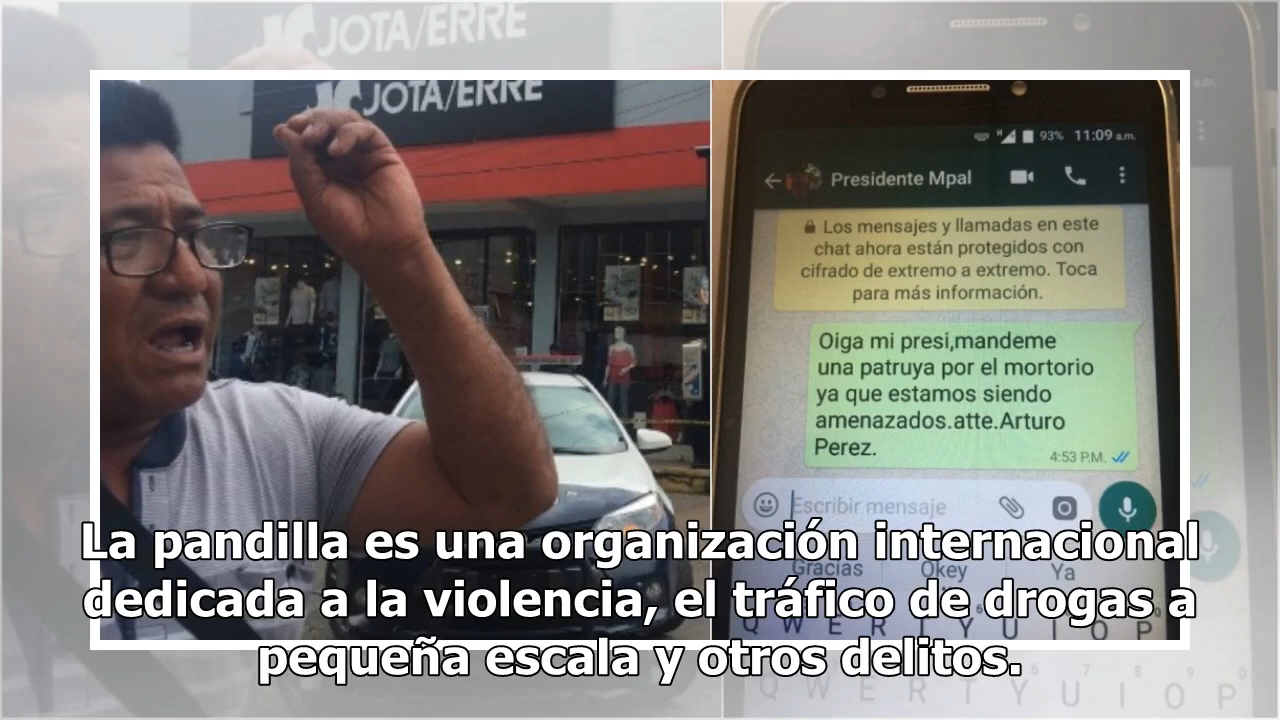 JOTA/ERRE
JOTA/ERRE
93% 11:09 a.m.
Presidente Mpal
Los mensajes y llamadas en este
chat ahora están protegidos con
cifrado de extremo a extremo. Toca
para más información.
Oiga mi presi,mandeme
una patruya por el mortorio
ya que estamos siendo
amenazados.atte.Arturo
Perez.
4:53 P.M.
Escribir mensaje
Gracias Okey Ya
Q W E R T Y U I O P
La pandilla es una organización internacional
dedicada a la violencia, el tráfico de drogas a
pequeña escala y otros delitos.
Q W E R T Y U I O P